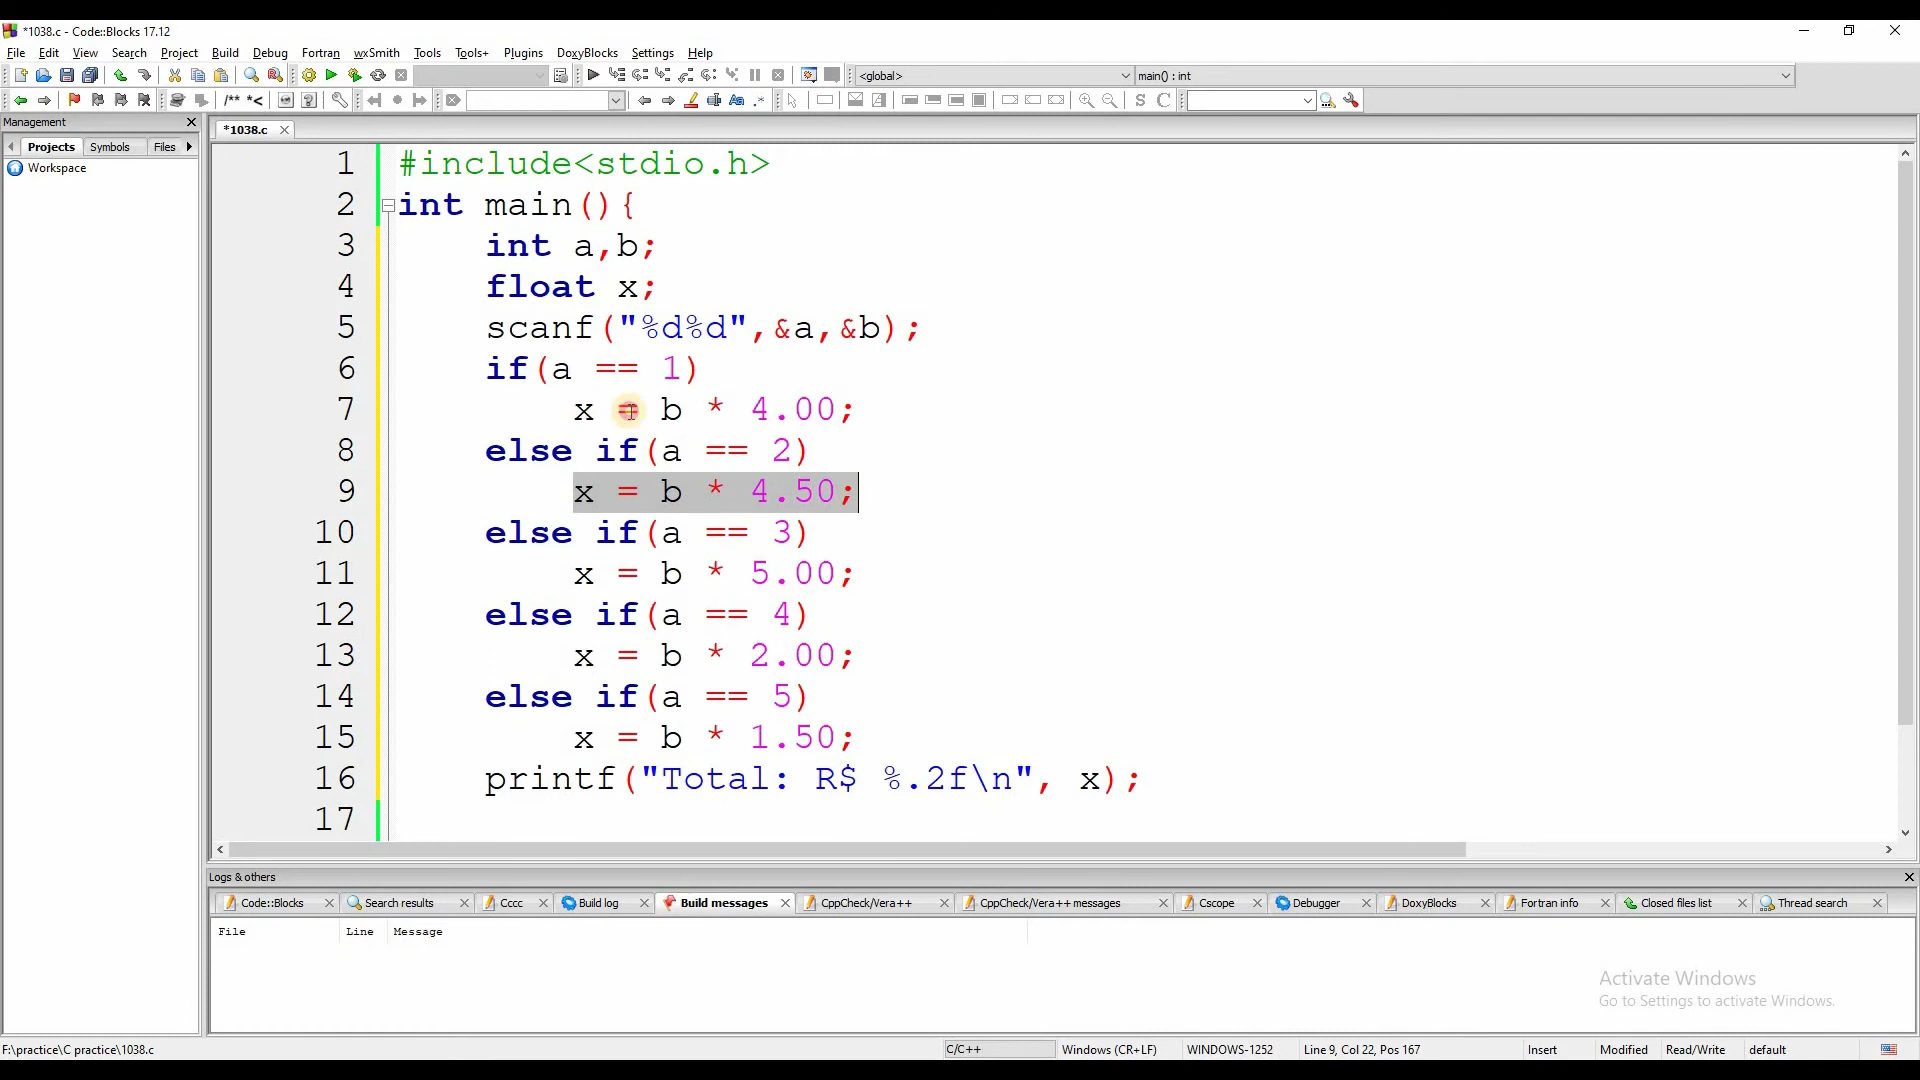 *1038.c - Code::Blocks 17.12
File Edit View Search Project Build Debug Fortran wxSmith Tools Tools+ Plugins DoxyBlocks Settings Help
<global> main() : int
/** *< Aa .* S C
Management
*1038.c
Projects Symbols Files
Workspace
1 #include<stdio.h>
2 int main(){
3 int a,b;
4 float x;
5 scanf("%d%d",&a,&b);
6 if(a == 1)
7 x = b * 4.00;
8 else if(a == 2)
9 x = b * 4.50;
10 else if(a == 3)
11 x = b * 5.00;
12 else if(a == 4)
13 x = b * 2.00;
14 else if(a == 5)
15 x = b * 1.50;
16 printf("Total: R$ %.2f\n", x);
17
Logs & others
Code::Blocks Search results Cccc Build log Build messages CppCheck/Vera++ CppCheck/Vera++ messages Cscope Debugger DoxyBlocks Fortran info Closed files list Thread search
File Line Message
Activate Windows
Go to Settings to activate Windows.
F:\practice\C practice\1038.c C/C++ Windows (CR+LF) WINDOWS-1252 Line 9, Col 22, Pos 167 Insert Modified Read/Write default